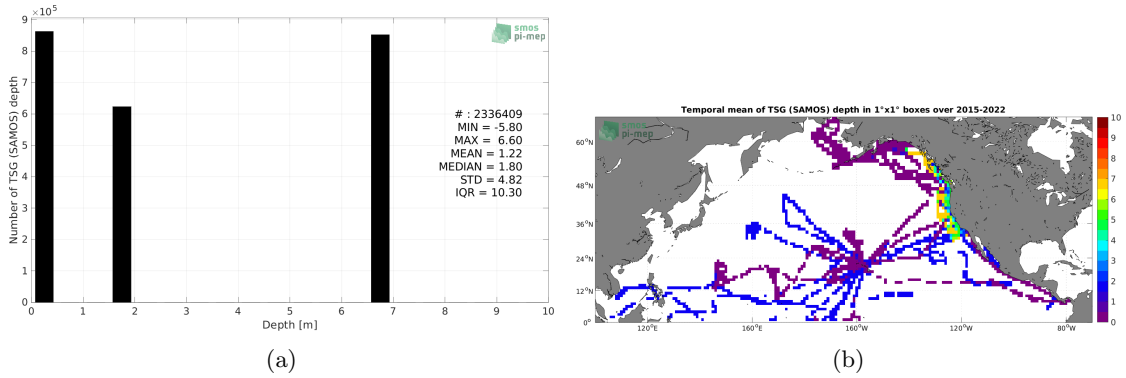 ×10⁵
9
8
7
6
5
4
3
2
1
0
Number of TSG (SAMOS) depth
smos
pi-mep
# : 2336409
MIN = -5.80
MAX = 6.60
MEAN = 1.22
MEDIAN = 1.80
STD = 4.82
IQR = 10.30
0 1 2 3 4 5 6 7 8 9 10
Depth [m]
(a)
Temporal mean of TSG (SAMOS) depth in 1°x1° boxes over 2015-2022
smos
pi-mep
60°N
48°N
36°N
24°N
12°N
0°
120°E 160°E 160°W 120°W 80°W
10
9
8
7
6
5
4
3
2
1
0
(b)